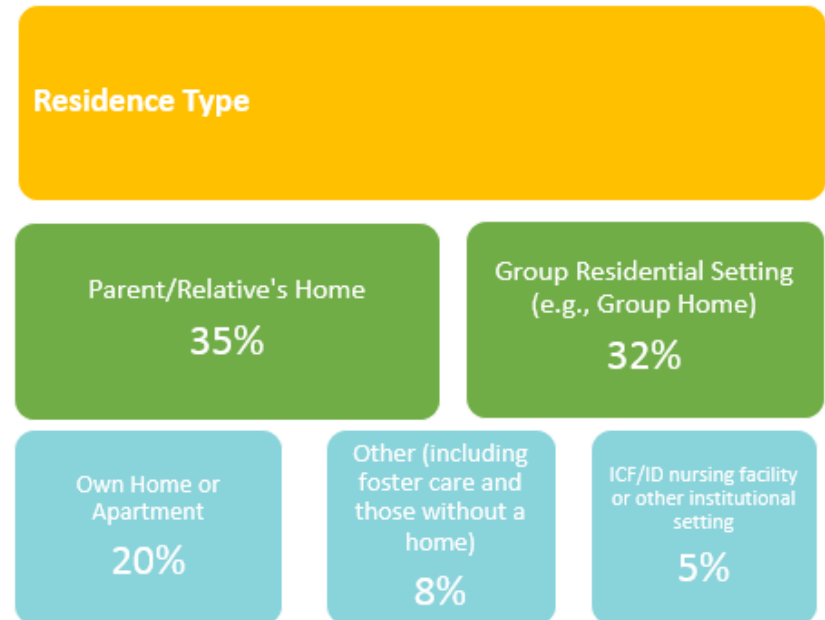 Residence Type
Parent/Relative's Home
35%
Group Residential Setting
(e.g., Group Home)
32%
Own Home or
Apartment
20%
Other (including
foster care and
those without a
home)
8%
ICF/ID nursing facility
or other institutional
setting
5%